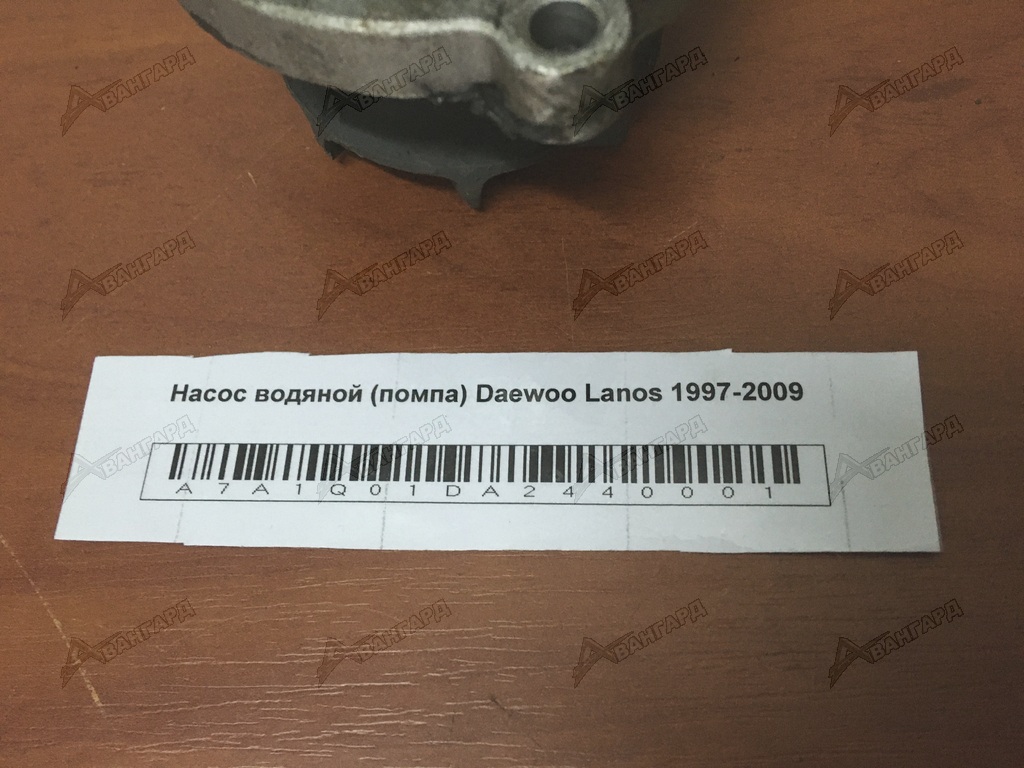 Насос водяной (помпа) Daewoo Lanos 1997-2009
A7A1Q01DA2440001
АВАНГАРД